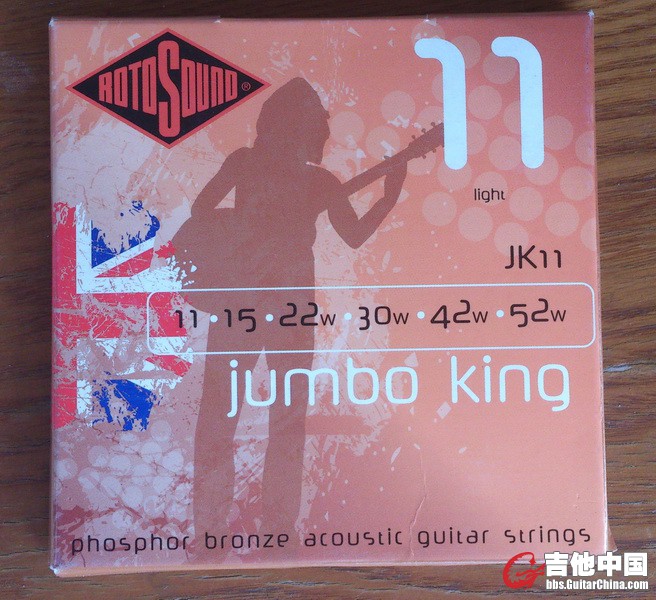 ROTOSOUND®
11
light
JK11
11 • 15 • 22w • 30w • 42w • 52w
jumbo king
phosphor bronze acoustic guitar strings
吉他中国
bbs.GuitarChina.com